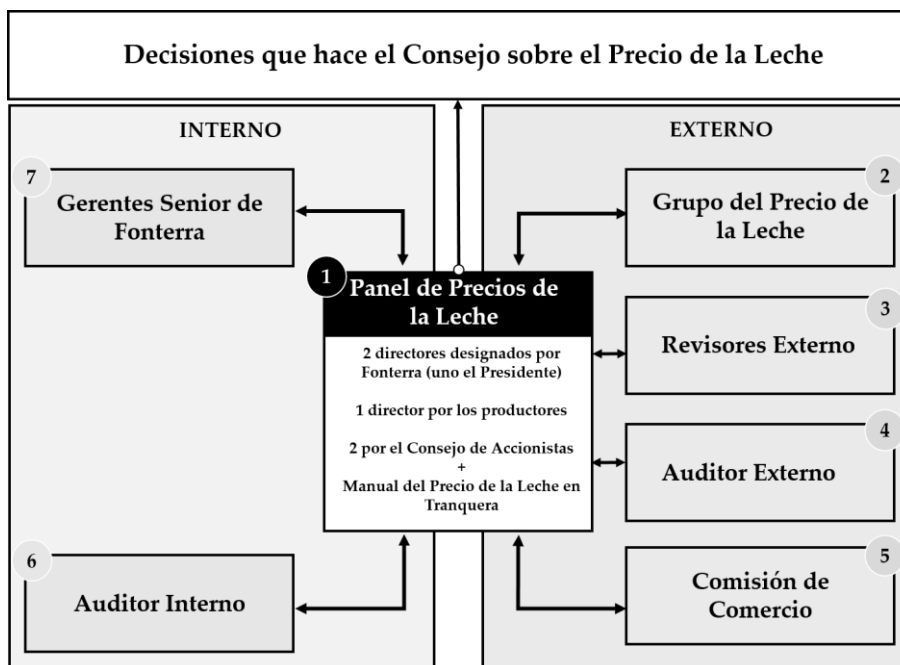 Decisiones que hace el Consejo sobre el Precio de la Leche
INTERNO
EXTERNO
7
Gerentes Senior de
Fonterra
2
Grupo del Precio de
la Leche
1
Panel de Precios de
la Leche
2 directores designados por
Fonterra (uno el Presidente)
1 director por los productores
2 por el Consejo de Accionistas
+
Manual del Precio de la Leche en
Tranquera
3
Revisores Externo
4
Auditor Externo
6
Auditor Interno
5
Comisión de
Comercio